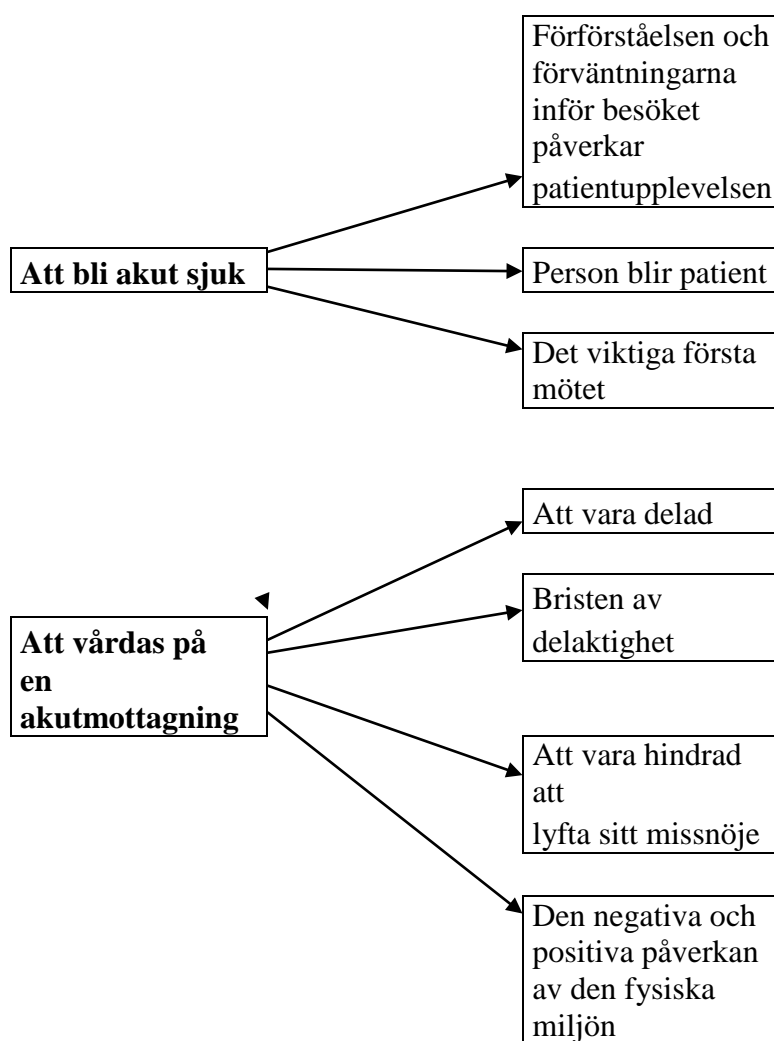 Förförståelsen och
förväntningarna
inför besöket
påverkar
patientupplevelsen
Att bli akut sjuk
Person blir patient
Det viktiga första
mötet
Att vara delad
Bristen av
delaktighet
Att vårdas på
en
akutmottagning
Att vara hindrad
att
lyfta sitt missnöje
Den negativa och
positiva påverkan
av den fysiska
miljön